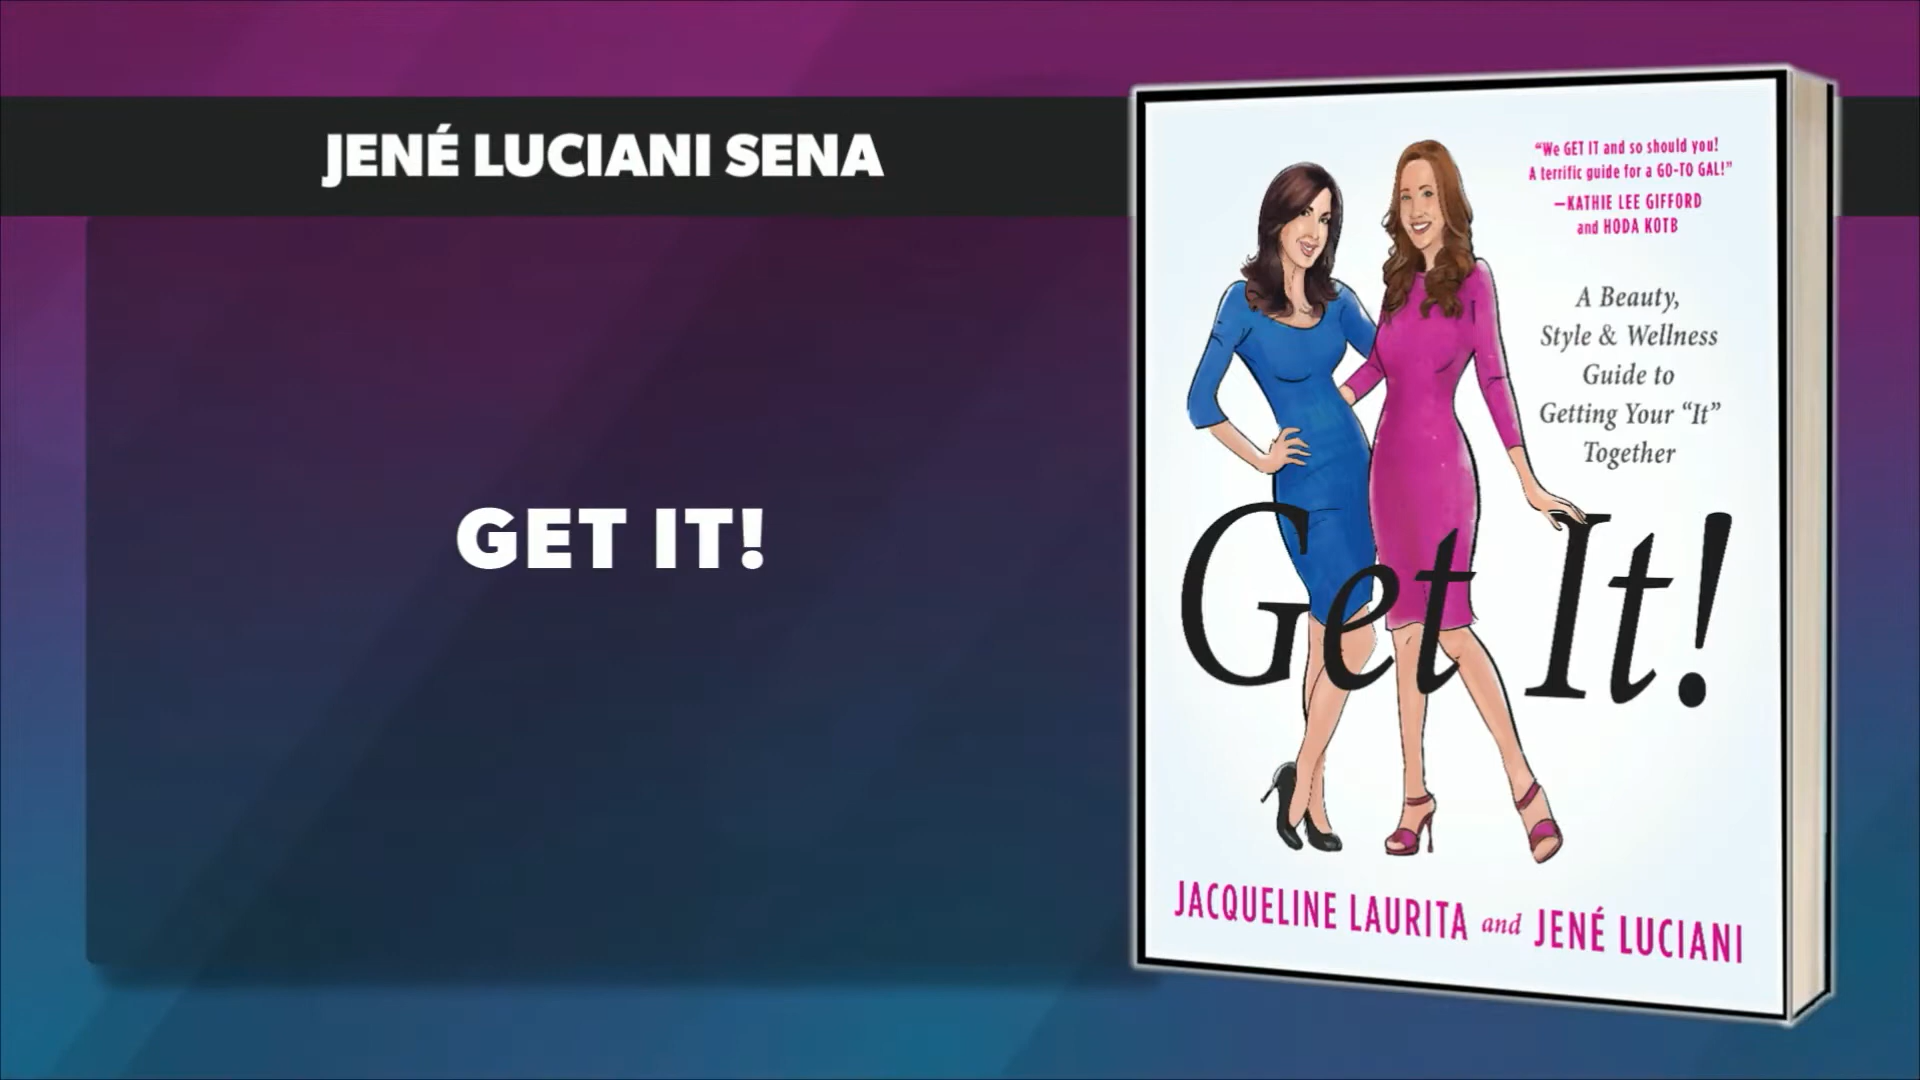 JENÉ LUCIANI SENA
GET IT!
“We GET IT and so should you!
A terrific guide for a GO-TO GAL!”
—KATHIE LEE GIFFORD
and HODA KOTB
A Beauty,
Style & Wellness
Guide to
Getting Your “It”
Together
Get It!
JACQUELINE LAURITA and JENÉ LUCIANI